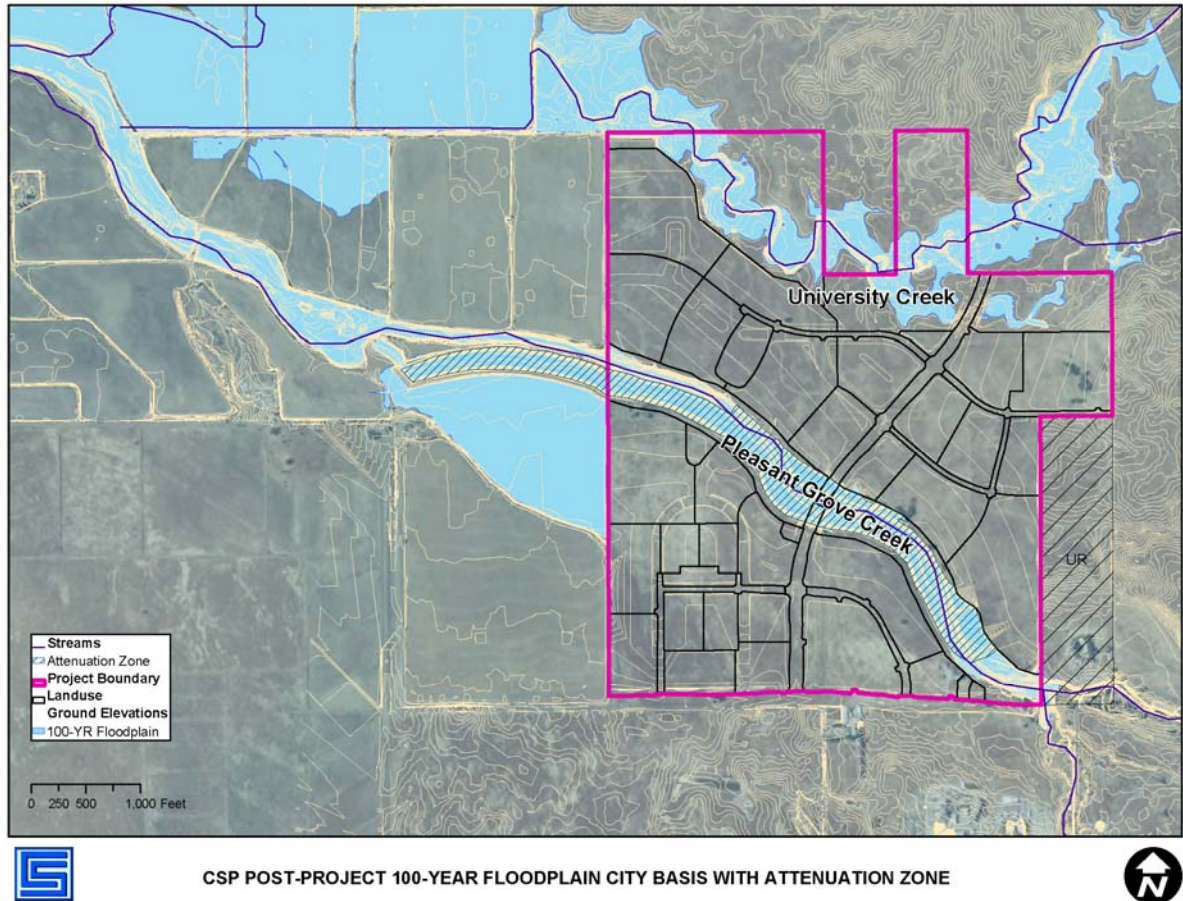 University Creek
Pleasant Grove Creek
UR
Streams
Attenuation Zone
Project Boundary
Landuse
Ground Elevations
100-YR Floodplain
0 250 500 1,000 Feet
CSP POST-PROJECT 100-YEAR FLOODPLAIN CITY BASIS WITH ATTENUATION ZONE
N